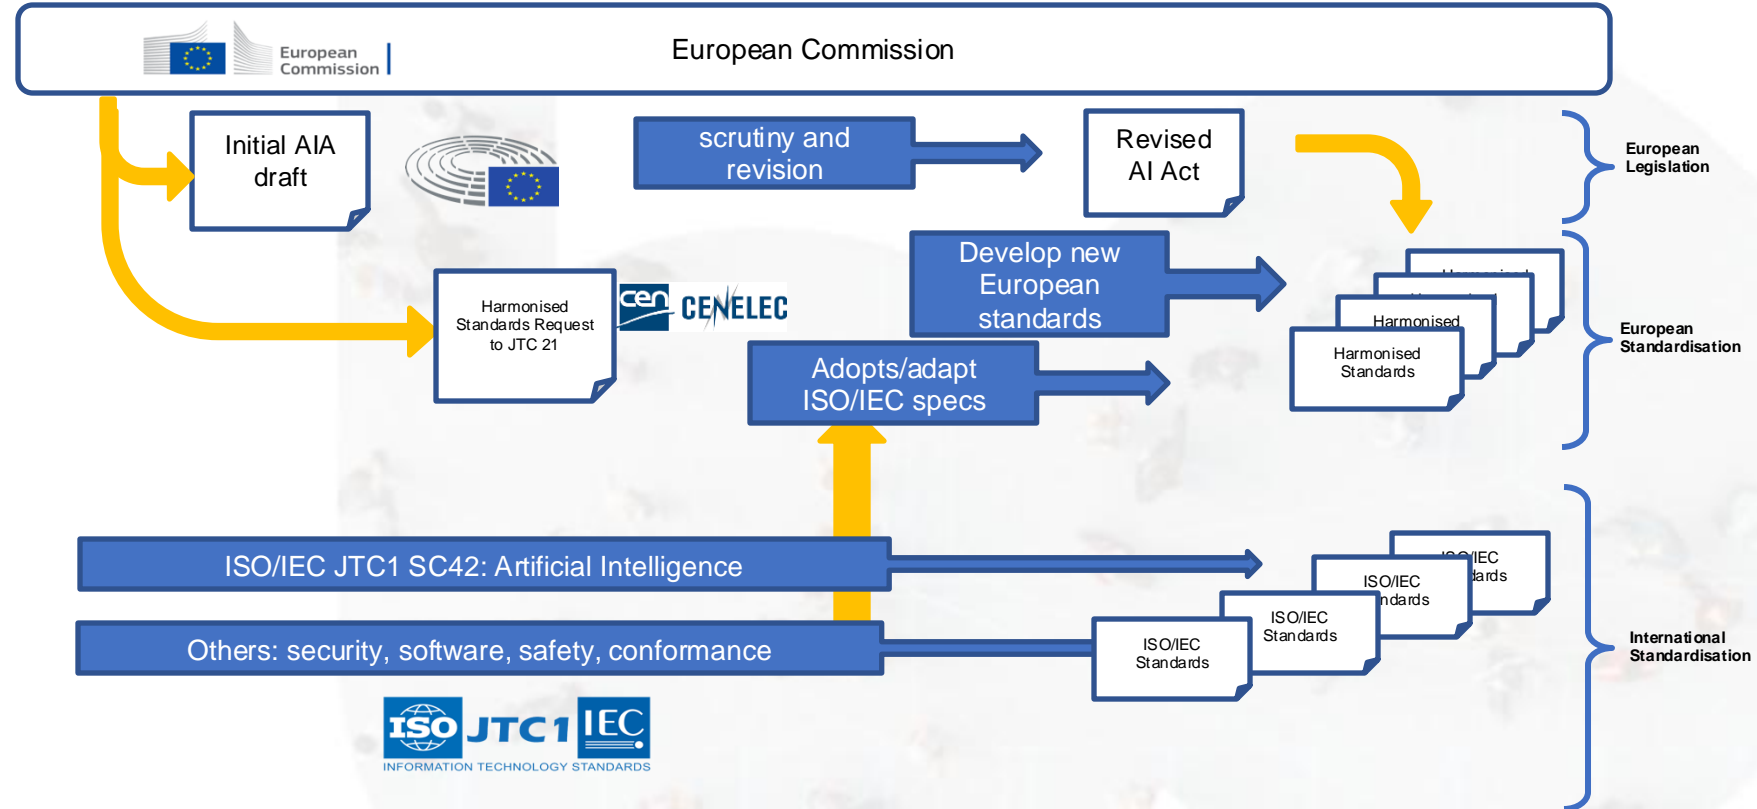 European
Commission
European Commission
Initial AIA
draft
scrutiny and
revision
Revised
AI Act
European
Legislation
Harmonised
Standards Request
to JTC 21
cen
CENELEC
Develop new
European
standards
Adopts/adapt
ISO/IEC specs
Harmonised
Harmonised
Standards
European
Standardisation
ISO/IEC JTC1 SC42: Artificial Intelligence
Others: security, software, safety, conformance
ISO/IEC
ISO/IEC
ISO/IEC
Standards
ISO/IEC
Standards
International
Standardisation
ISO JTC1 IEC
INFORMATION TECHNOLOGY STANDARDS